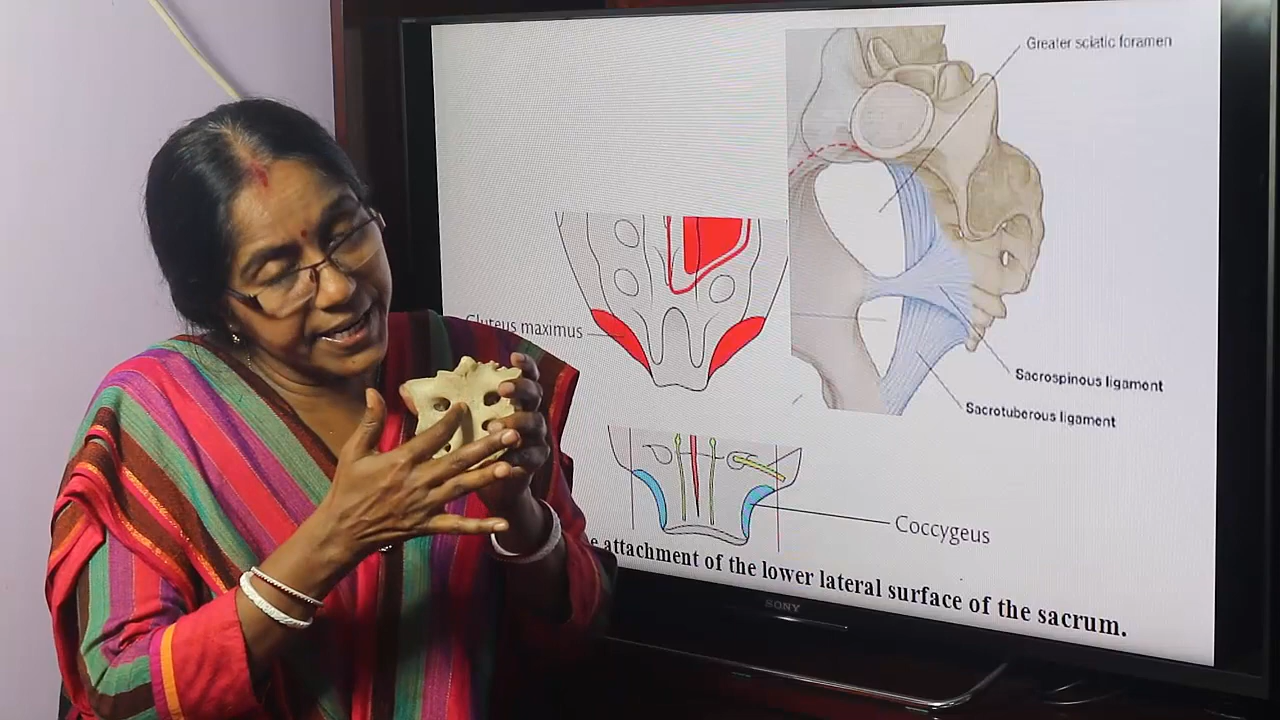 Greater sciatic foramen
Gluteus maximus
Sacrospinous ligament
Sacrotuberous ligament
Coccygeus
attachment of the lower lateral surface of the sacrum.
SONY